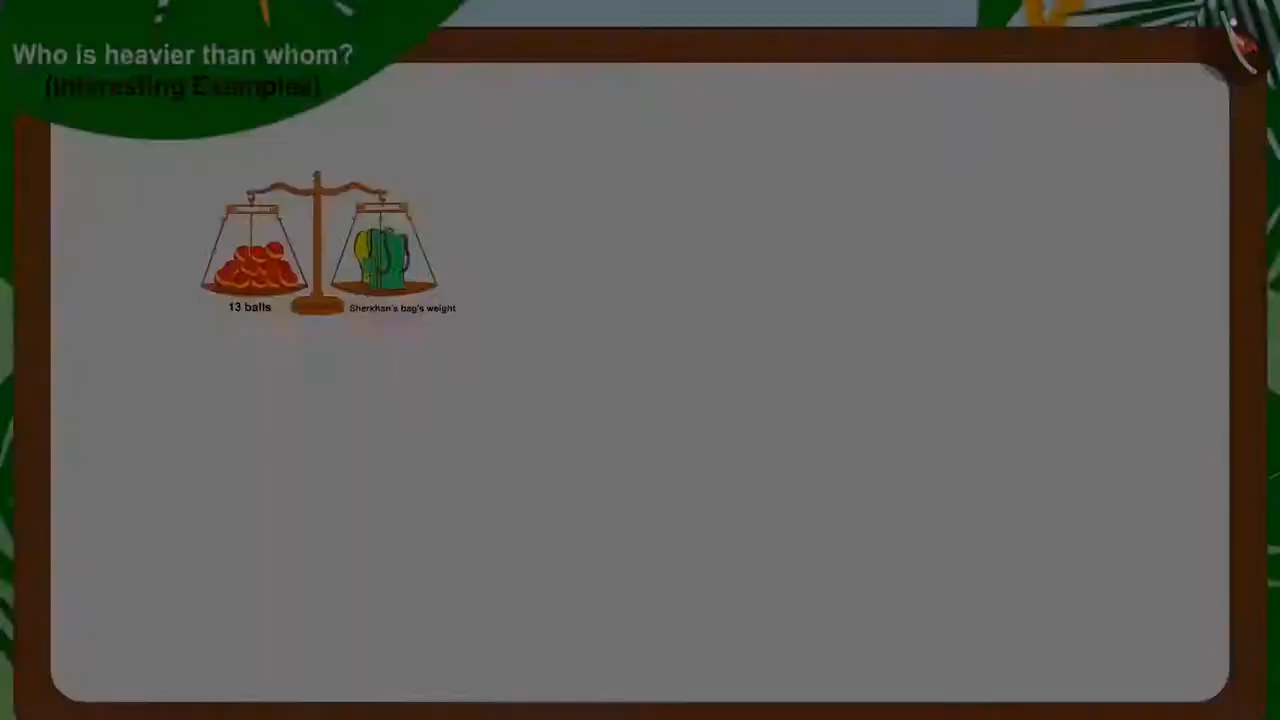 Who is heavier than whom?
(Interesting Examples)
13 balls
Sherkhan's bag's weight